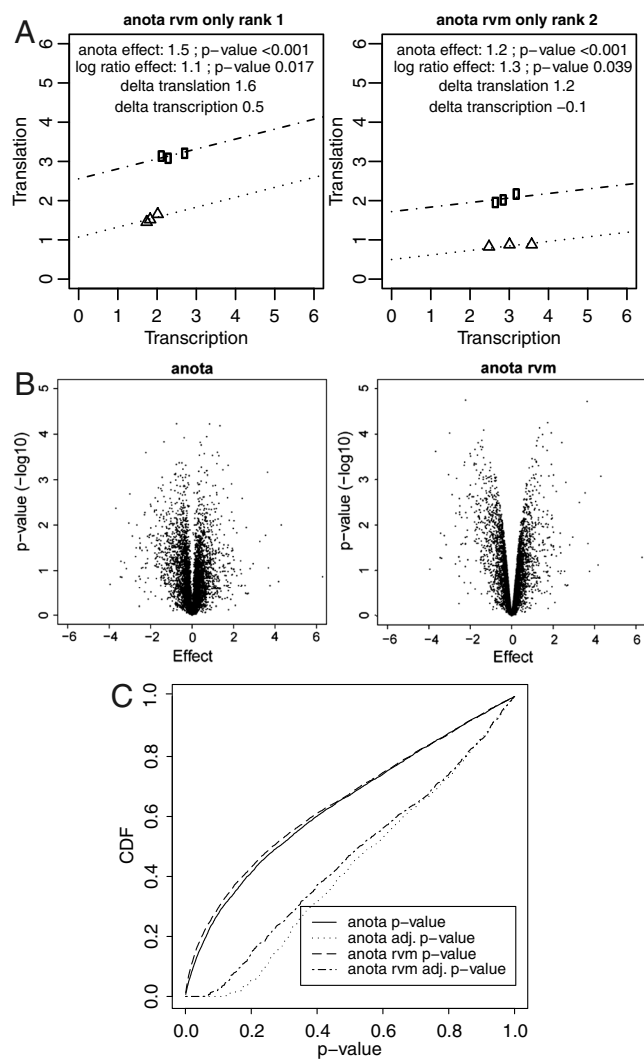 A
anota rvm only rank 1
anota effect: 1.5 ; p−value <0.001
log ratio effect: 1.1 ; p−value 0.017
delta translation 1.6
delta transcription 0.5
Translation
0 1 2 3 4 5 6
0 1 2 3 4 5 6
Transcription
anota rvm only rank 2
anota effect: 1.2 ; p−value <0.001
log ratio effect: 1.3 ; p−value 0.039
delta translation 1.2
delta transcription −0.1
Translation
0 1 2 3 4 5 6
0 1 2 3 4 5 6
Transcription
B
anota
p−value (−log10)
0 1 2 3 4 5
−6 −4 −2 0 2 4 6
Effect
anota rvm
p−value (−log10)
0 1 2 3 4 5
−6 −4 −2 0 2 4 6
Effect
C
CDF
0.0 0.2 0.4 0.6 0.8 1.0
anota p−value
anota adj. p−value
anota rvm p−value
anota rvm adj. p−value
0.0 0.2 0.4 0.6 0.8 1.0
p−value